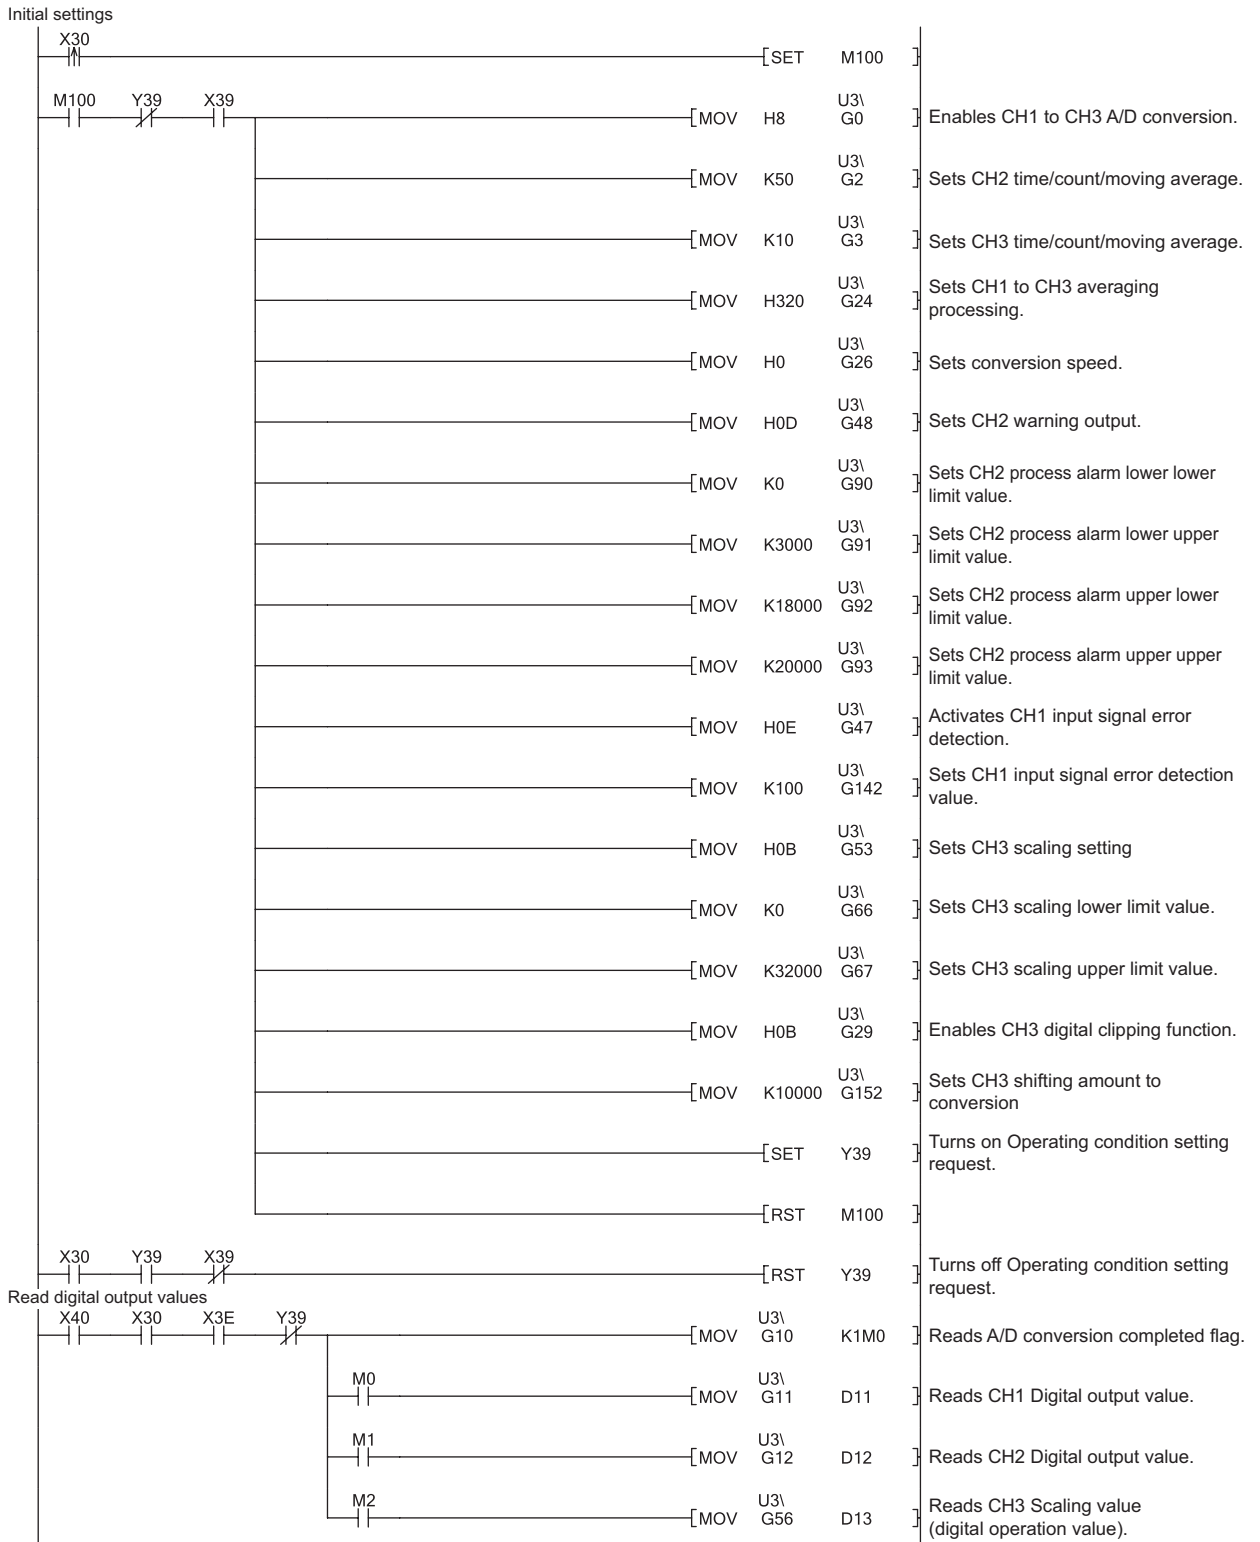 Initial settings
X30
SET M100
M100 Y39 X39
MOV H8 U3\ G0 Enables CH1 to CH3 A/D conversion.
MOV K50 U3\ G2 Sets CH2 time/count/moving average.
MOV K10 U3\ G3 Sets CH3 time/count/moving average.
MOV H320 U3\ G24 Sets CH1 to CH3 averaging
processing.
MOV H0 U3\ G26 Sets conversion speed.
MOV H0D U3\ G48 Sets CH2 warning output.
MOV K0 U3\ G90 Sets CH2 process alarm lower lower
limit value.
MOV K3000 U3\ G91 Sets CH2 process alarm lower upper
limit value.
MOV K18000 U3\ G92 Sets CH2 process alarm upper lower
limit value.
MOV K20000 U3\ G93 Sets CH2 process alarm upper upper
limit value.
MOV H0E U3\ G47 Activates CH1 input signal error
detection.
MOV K100 U3\ G142 Sets CH1 input signal error detection
value.
MOV H0B U3\ G53 Sets CH3 scaling setting
MOV K0 U3\ G66 Sets CH3 scaling lower limit value.
MOV K32000 U3\ G67 Sets CH3 scaling upper limit value.
MOV H0B U3\ G29 Enables CH3 digital clipping function.
MOV K10000 U3\ G152 Sets CH3 shifting amount to
conversion
SET Y39 Turns on Operating condition setting
request.
RST M100
X30 Y39 X39
RST Y39 Turns off Operating condition setting
request.
Read digital output values
X40 X30 X3E Y39
MOV U3\ G10 K1M0 Reads A/D conversion completed flag.
M0
MOV U3\ G11 D11 Reads CH1 Digital output value.
M1
MOV U3\ G12 D12 Reads CH2 Digital output value.
M2
MOV U3\ G56 D13 Reads CH3 Scaling value
(digital operation value).